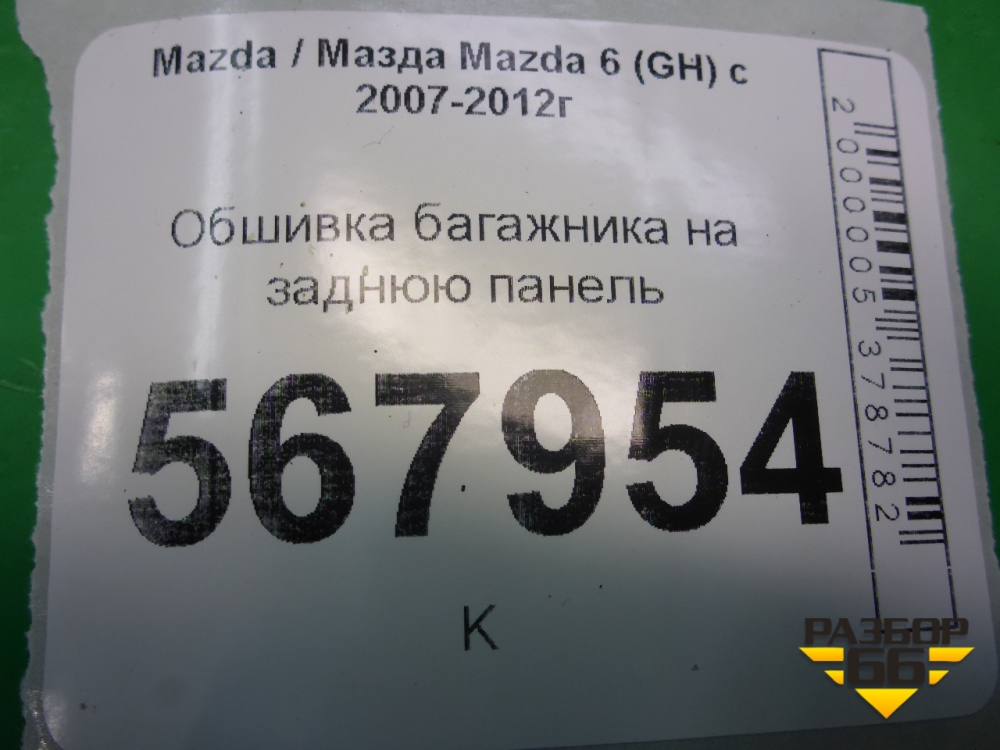 Mazda / Мазда Mazda 6 (GH) с
2007-2012г
Обшивка багажника на
заднюю панель
567954
К
2000005378782
РАЗБОР
66